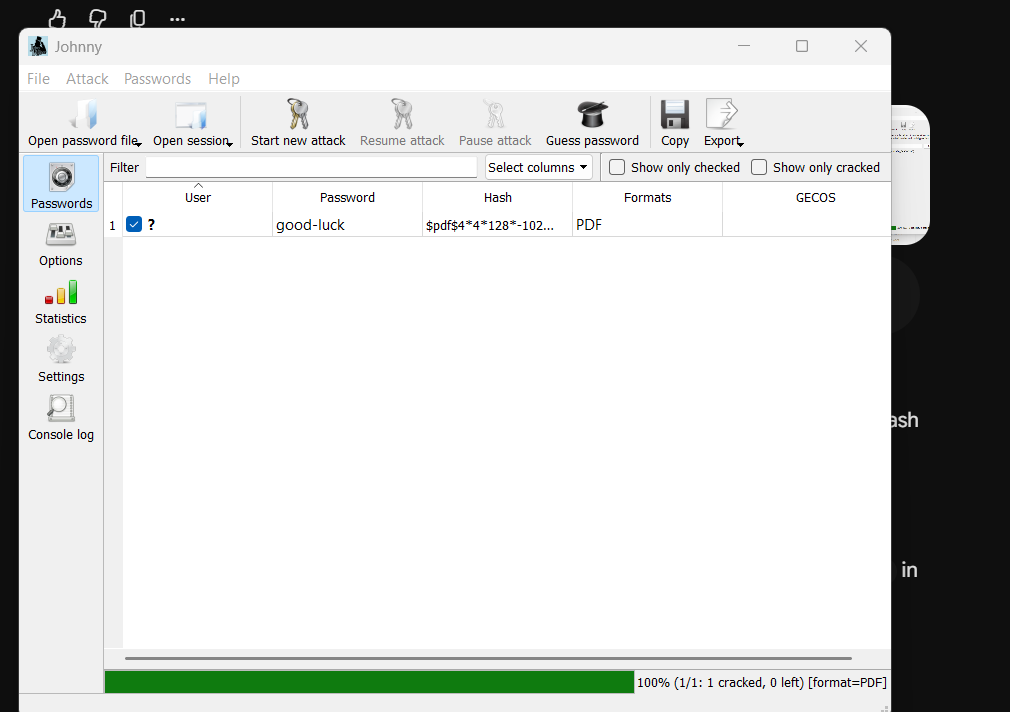 Johnny
File Attack Passwords Help
Open password file Open session Start new attack Resume attack Pause attack Guess password Copy Export
Passwords
Filter Select columns Show only checked Show only cracked
User Password Hash Formats GECOS
1 ? good-luck $pdf$4*4*128*-102... PDF
Options
Statistics
Settings
Console log
ash
in
100% (1/1: 1 cracked, 0 left) [format=PDF]